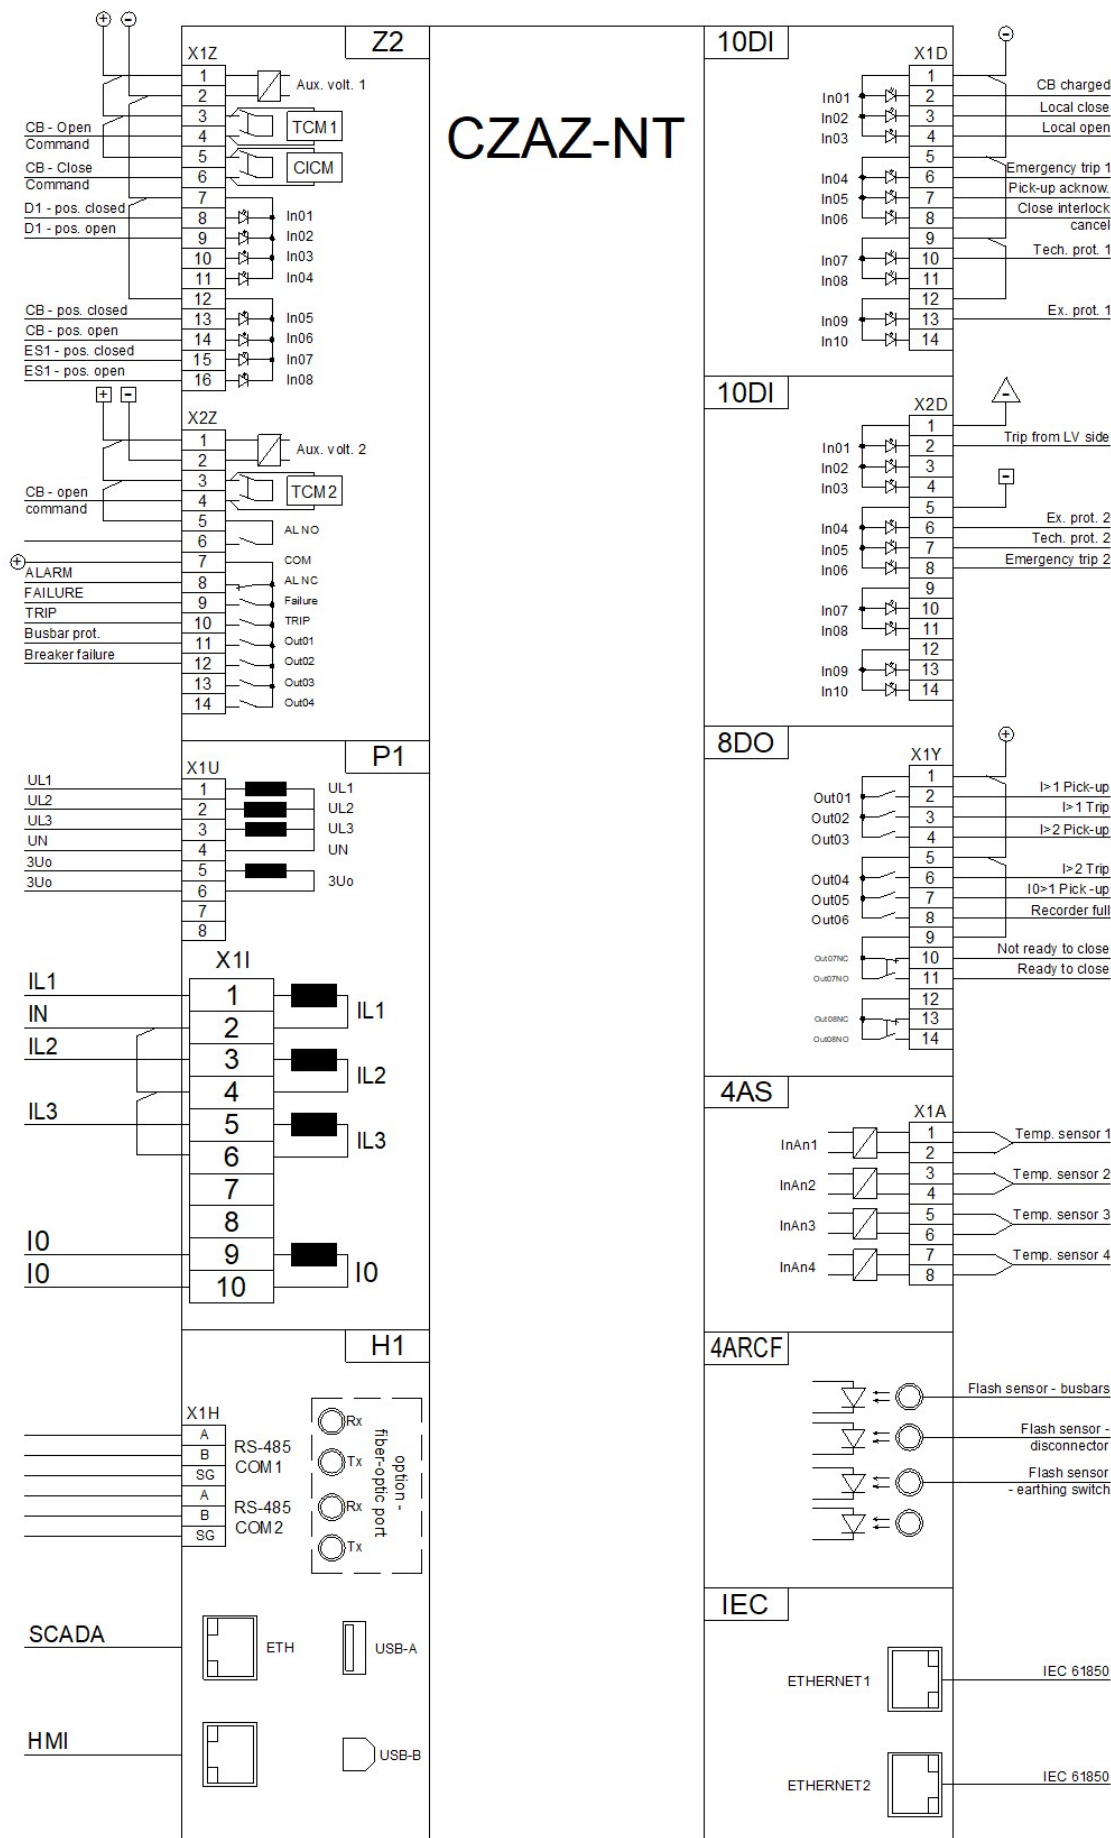 CZAZ-NT
Z2
X1Z
1
2
3
4
5
6
7
8
9
10
11
12
13
14
15
16
Aux. volt. 1
TCM1
CICM
CB - Open
Command
CB - Close
Command
D1 - pos. closed
D1 - pos. open
CB - pos. closed
CB - pos. open
ES1 - pos. closed
ES1 - pos. open
In01
In02
In03
In04
In05
In06
In07
In08
X2Z
1
2
3
4
5
6
7
8
9
10
11
12
13
14
Aux. volt. 2
TCM2
CB - open
command
ALARM
FAILURE
TRIP
Busbar prot.
Breaker failure
AL NO
COM
AL NC
Failure
TRIP
Out01
Out02
Out03
Out04
P1
X1U
1
2
3
4
5
6
7
8
UL1
UL2
UL3
UN
3Uo
3Uo
UL1
UL2
UL3
UN
3Uo
X1I
1
2
3
4
5
6
7
8
9
10
IL1
IN
IL2
IL3
I0
I0
IL1
IL2
IL3
I0
H1
X1H
A
B
SG
A
B
SG
RS-485
COM1
RS-485
COM2
Rx
Tx
Rx
Tx
option -
fiber-optic port
SCADA
ETH
USB-A
HMI
USB-B
10DI
X1D
1
2
3
4
5
6
7
8
9
10
11
12
13
14
In01
In02
In03
In04
In05
In06
In07
In08
In09
In10
CB charged
Local close
Local open
Emergency trip 1
Pick-up acknow.
Close interlock
cancel
Tech. prot. 1
Ex. prot. 1
10DI
X2D
1
2
3
4
5
6
7
8
9
10
11
12
13
14
In01
In02
In03
In04
In05
In06
In07
In08
In09
In10
Trip from LV side
Ex. prot. 2
Tech. prot. 2
Emergency trip 2
8DO
X1Y
1
2
3
4
5
6
7
8
9
10
11
12
13
14
Out01
Out02
Out03
Out04
Out05
Out06
Out07NC
Out07NO
Out08NC
Out08NO
I>1 Pick-up
I>1 Trip
I>2 Pick-up
I>2 Trip
I0>1 Pick -up
Recorder full
Not ready to close
Ready to close
4AS
X1A
1
2
3
4
5
6
7
8
InAn1
InAn2
InAn3
InAn4
Temp. sensor 1
Temp. sensor 2
Temp. sensor 3
Temp. sensor 4
4ARCF
Flash sensor - busbars
Flash sensor -
disconnector
Flash sensor
- earthing switch
IEC
ETHERNET1
IEC 61850
ETHERNET2
IEC 61850